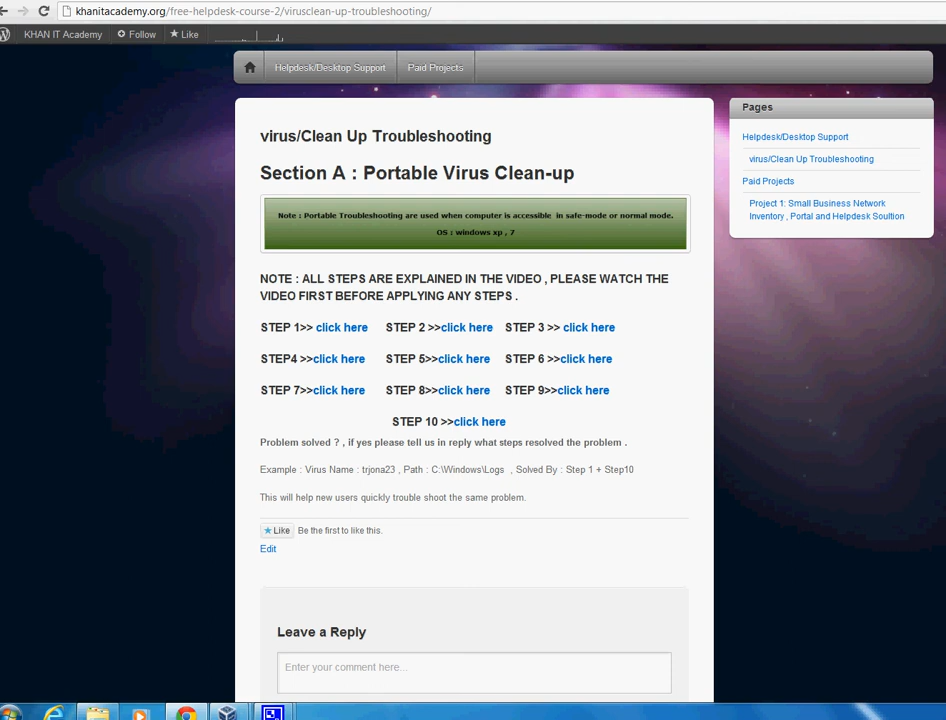 khanitacademy.org/free-helpdesk-course-2/virusclean-up-troubleshooting/
KHAN IT Academy Follow Like
Helpdesk/Desktop Support Paid Projects
virus/Clean Up Troubleshooting
Section A : Portable Virus Clean-up
Note : Portable Troubleshooting are used when computer is accessible in safe-mode or normal mode.
OS : windows xp , 7
NOTE : ALL STEPS ARE EXPLAINED IN THE VIDEO , PLEASE WATCH THE
VIDEO FIRST BEFORE APPLYING ANY STEPS .
STEP 1>> click here STEP 2 >>click here STEP 3 >> click here
STEP4 >>click here STEP 5>>click here STEP 6 >>click here
STEP 7>>click here STEP 8>>click here STEP 9>>click here
STEP 10 >>click here
Problem solved ? , if yes please tell us in reply what steps resolved the problem .
Example : Virus Name : trjona23 , Path : C:\Windows\Logs , Solved By : Step 1 + Step10
This will help new users quickly trouble shoot the same problem.
Like Be the first to like this.
Edit
Leave a Reply
Enter your comment here...
Pages
Helpdesk/Desktop Support
virus/Clean Up Troubleshooting
Paid Projects
Project 1: Small Business Network
Inventory , Portal and Helpdesk Soultion